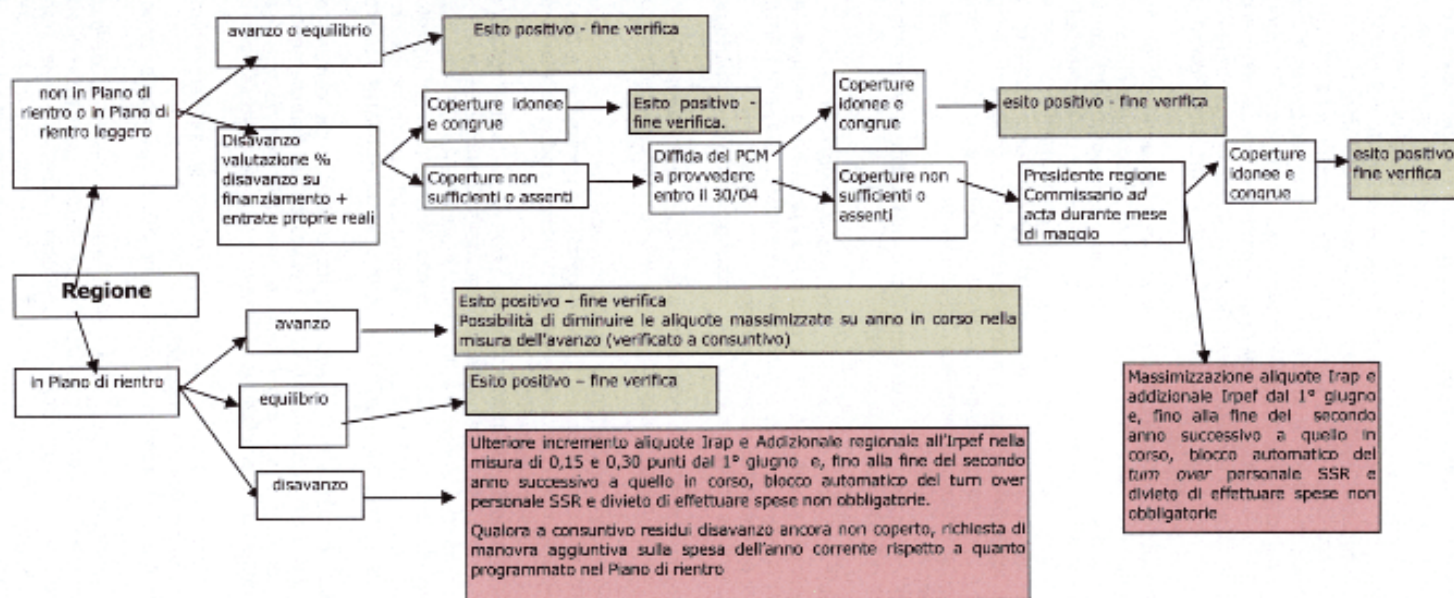 avanzo o equilibrio
Esito positivo - fine verifica
non in Piano di
rientro o in Piano di
rientro leggero
Disavanzo
valutazione %
disavanzo su
finanziamento +
entrate proprie reali
Coperture idonee
e congrue
Esito positivo -
fine verifica.
Coperture non
sufficienti o assenti
Diffida del PCM
a provvedere
entro il 30/04
Coperture
idonee e
congrue
esito positivo - fine verifica
Coperture non
sufficienti o
assenti
Presidente regione
Commissario ad
acta durante mese
di maggio
Coperture
idonee e
congrue
esito positivo
fine verifica
Massimizzazione aliquote Irap e
addizionale Irpef dal 1° giugno
e, fino alla fine del secondo
anno successivo a quello in
corso, blocco automatico del
turn over personale SSR e
divieto di effettuare spese non
obbligatorie
Regione
in Piano di rientro
avanzo
Esito positivo – fine verifica
Possibilità di diminuire le aliquote massimizzate su anno in corso nella
misura dell'avanzo (verificato a consuntivo)
equilibrio
Esito positivo – fine verifica
disavanzo
Ulteriore incremento aliquote Irap e Addizionale regionale all'Irpef nella
misura di 0,15 e 0,30 punti dal 1° giugno e, fino alla fine del secondo
anno successivo a quello in corso, blocco automatico del turn over
personale SSR e divieto di effettuare spese non obbligatorie.
Qualora a consuntivo residui disavanzo ancora non coperto, richiesta di
manovra aggiuntiva sulla spesa dell'anno corrente rispetto a quanto
programmato nel Piano di rientro